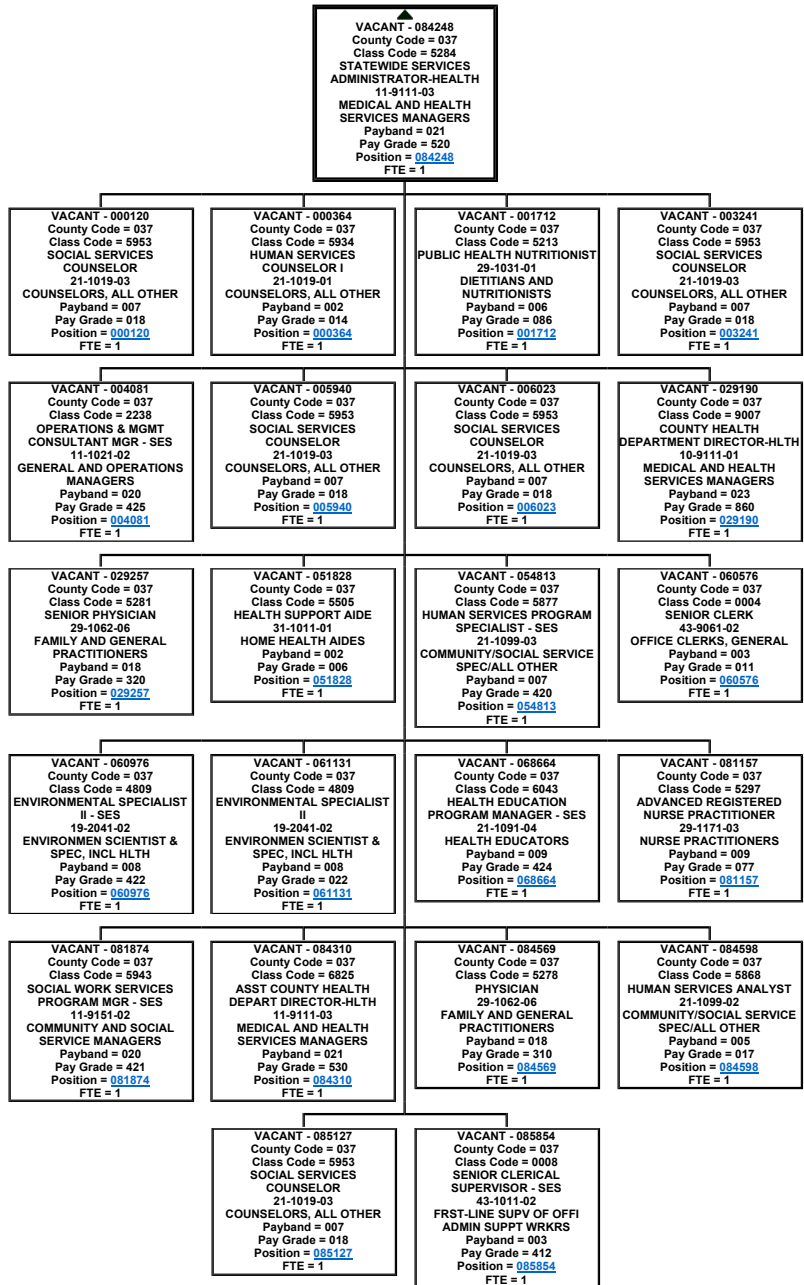 VACANT - 084248
County Code = 037
Class Code = 5284
STATEWIDE SERVICES
ADMINISTRATOR-HEALTH
11-9111-03
MEDICAL AND HEALTH
SERVICES MANAGERS
Payband = 021
Pay Grade = 520
Position = 084248
FTE = 1
VACANT - 000120
County Code = 037
Class Code = 5953
SOCIAL SERVICES
COUNSELOR
21-1019-03
COUNSELORS, ALL OTHER
Payband = 007
Pay Grade = 018
Position = 000120
FTE = 1
VACANT - 000364
County Code = 037
Class Code = 5934
HUMAN SERVICES
COUNSELOR I
21-1019-01
COUNSELORS, ALL OTHER
Payband = 002
Pay Grade = 014
Position = 000364
FTE = 1
VACANT - 001712
County Code = 037
Class Code = 5213
PUBLIC HEALTH NUTRITIONIST
29-1031-01
DIETITIANS AND
NUTRITIONISTS
Payband = 006
Pay Grade = 086
Position = 001712
FTE = 1
VACANT - 003241
County Code = 037
Class Code = 5953
SOCIAL SERVICES
COUNSELOR
21-1019-03
COUNSELORS, ALL OTHER
Payband = 007
Pay Grade = 018
Position = 003241
FTE = 1
VACANT - 004081
County Code = 037
Class Code = 2238
OPERATIONS & MGMT
CONSULTANT MGR - SES
11-1021-02
GENERAL AND OPERATIONS
MANAGERS
Payband = 020
Pay Grade = 425
Position = 004081
FTE = 1
VACANT - 005940
County Code = 037
Class Code = 5953
SOCIAL SERVICES
COUNSELOR
21-1019-03
COUNSELORS, ALL OTHER
Payband = 007
Pay Grade = 018
Position = 005940
FTE = 1
VACANT - 006023
County Code = 037
Class Code = 5953
SOCIAL SERVICES
COUNSELOR
21-1019-03
COUNSELORS, ALL OTHER
Payband = 007
Pay Grade = 018
Position = 006023
FTE = 1
VACANT - 029190
County Code = 037
Class Code = 9007
COUNTY HEALTH
DEPARTMENT DIRECTOR-HLTH
10-9111-01
MEDICAL AND HEALTH
SERVICES MANAGERS
Payband = 023
Pay Grade = 860
Position = 029190
FTE = 1
VACANT - 029257
County Code = 037
Class Code = 5281
SENIOR PHYSICIAN
29-1062-06
FAMILY AND GENERAL
PRACTITIONERS
Payband = 018
Pay Grade = 320
Position = 029257
FTE = 1
VACANT - 051828
County Code = 037
Class Code = 5505
HEALTH SUPPORT AIDE
31-1011-01
HOME HEALTH AIDES
Payband = 002
Pay Grade = 006
Position = 051828
FTE = 1
VACANT - 054813
County Code = 037
Class Code = 5877
HUMAN SERVICES PROGRAM
SPECIALIST - SES
21-1099-03
COMMUNITY/SOCIAL SERVICE
SPEC/ALL OTHER
Payband = 007
Pay Grade = 420
Position = 054813
FTE = 1
VACANT - 060576
County Code = 037
Class Code = 0004
SENIOR CLERK
43-9061-02
OFFICE CLERKS, GENERAL
Payband = 003
Pay Grade = 011
Position = 060576
FTE = 1
VACANT - 060976
County Code = 037
Class Code = 4809
ENVIRONMENTAL SPECIALIST
II - SES
19-2041-02
ENVIRONMEN SCIENTIST &
SPEC, INCL HLTH
Payband = 008
Pay Grade = 422
Position = 060976
FTE = 1
VACANT - 061131
County Code = 037
Class Code = 4809
ENVIRONMENTAL SPECIALIST
II
19-2041-02
ENVIRONMEN SCIENTIST &
SPEC, INCL HLTH
Payband = 008
Pay Grade = 022
Position = 061131
FTE = 1
VACANT - 068664
County Code = 037
Class Code = 6043
HEALTH EDUCATION
PROGRAM MANAGER - SES
21-1091-04
HEALTH EDUCATORS
Payband = 009
Pay Grade = 424
Position = 068664
FTE = 1
VACANT - 081157
County Code = 037
Class Code = 5297
ADVANCED REGISTERED
NURSE PRACTITIONER
29-1171-03
NURSE PRACTITIONERS
Payband = 009
Pay Grade = 077
Position = 081157
FTE = 1
VACANT - 081874
County Code = 037
Class Code = 5943
SOCIAL WORK SERVICES
PROGRAM MGR - SES
11-9151-02
COMMUNITY AND SOCIAL
SERVICE MANAGERS
Payband = 020
Pay Grade = 421
Position = 081874
FTE = 1
VACANT - 084310
County Code = 037
Class Code = 6825
ASST COUNTY HEALTH
DEPART DIRECTOR-HLTH
11-9111-03
MEDICAL AND HEALTH
SERVICES MANAGERS
Payband = 021
Pay Grade = 530
Position = 084310
FTE = 1
VACANT - 084569
County Code = 037
Class Code = 5278
PHYSICIAN
29-1062-06
FAMILY AND GENERAL
PRACTITIONERS
Payband = 018
Pay Grade = 310
Position = 084569
FTE = 1
VACANT - 084598
County Code = 037
Class Code = 5868
HUMAN SERVICES ANALYST
21-1099-02
COMMUNITY/SOCIAL SERVICE
SPEC/ALL OTHER
Payband = 005
Pay Grade = 017
Position = 084598
FTE = 1
VACANT - 085127
County Code = 037
Class Code = 5953
SOCIAL SERVICES
COUNSELOR
21-1019-03
COUNSELORS, ALL OTHER
Payband = 007
Pay Grade = 018
Position = 085127
FTE = 1
VACANT - 085854
County Code = 037
Class Code = 0008
SENIOR CLERICAL
SUPERVISOR - SES
43-1011-02
FRST-LINE SUPV OF OFFI
ADMIN SUPPT WRKRS
Payband = 003
Pay Grade = 412
Position = 085854
FTE = 1